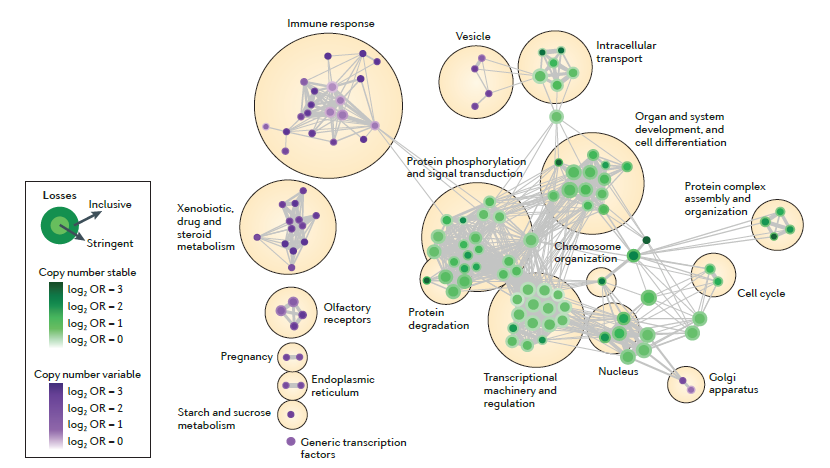 Immune response
Vesicle
Intracellular
transport
Organ and system
development, and
cell differentiation
Protein phosphorylation
and signal transduction
Protein complex
assembly and
organization
Losses
Inclusive
Stringent
Xenobiotic,
drug and
steroid
metabolism
Chromosome
organization
Copy number stable
log₂ OR = 3
log₂ OR = 2
log₂ OR = 1
log₂ OR = 0
Cell cycle
Olfactory
receptors
Protein
degradation
Pregnancy
Endoplasmic
reticulum
Transcriptional
machinery and
regulation
Nucleus
Golgi
apparatus
Copy number variable
log₂ OR = 3
log₂ OR = 2
log₂ OR = 1
log₂ OR = 0
Starch and sucrose
metabolism
Generic transcription
factors